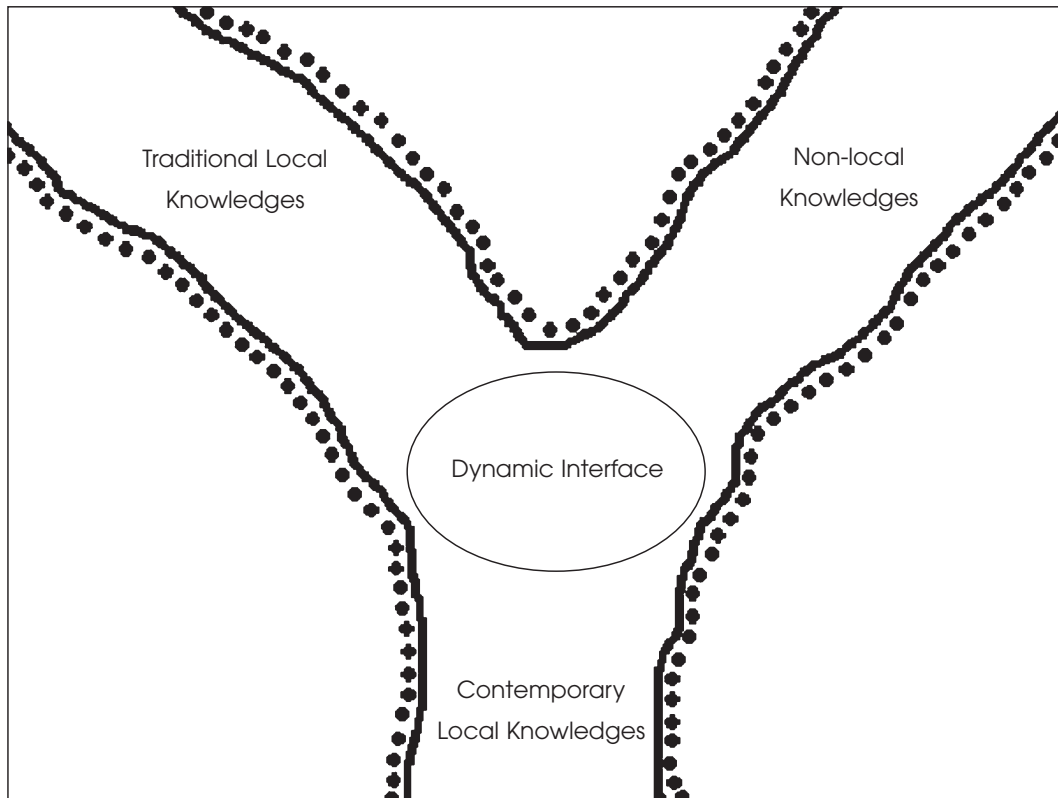 Traditional Local
Knowledges
Non-local
Knowledges
Dynamic Interface
Contemporary
Local Knowledges